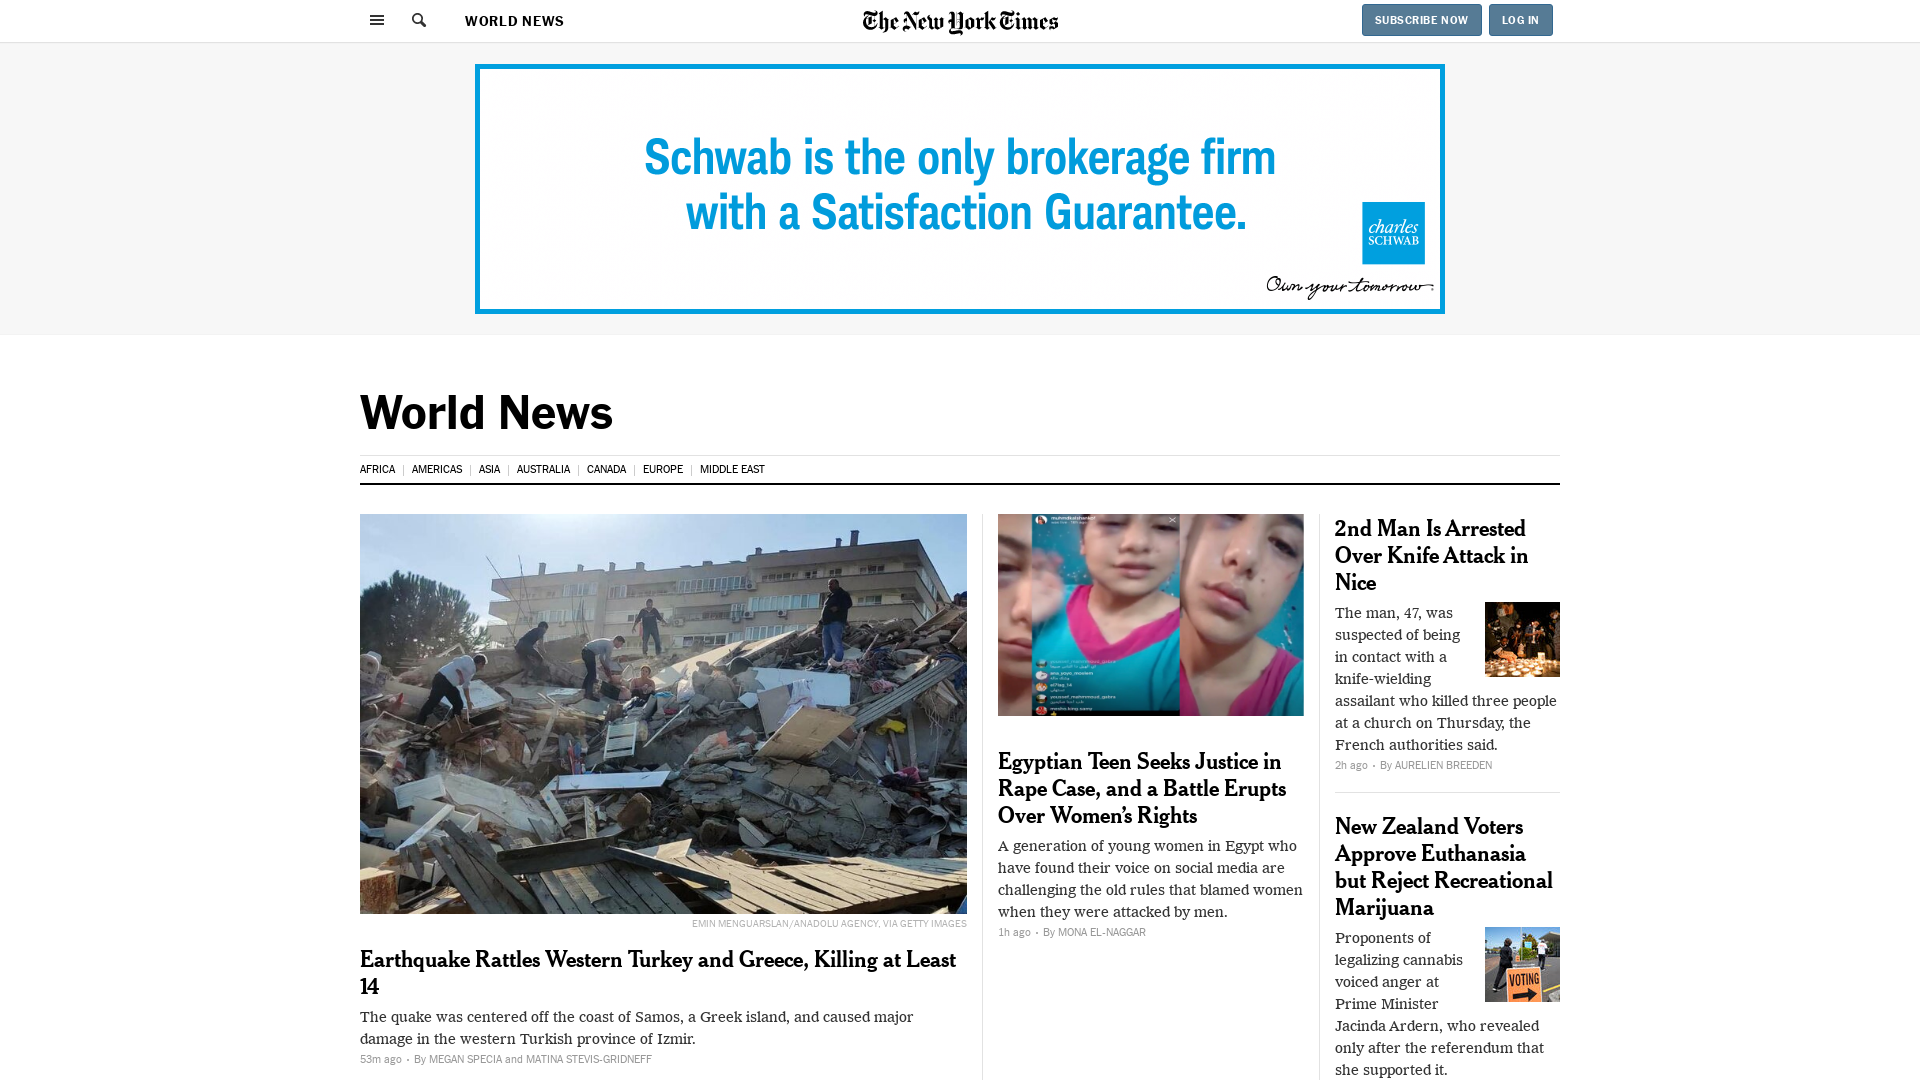 WORLD NEWS
The New York Times
SUBSCRIBE NOW
LOG IN
Schwab is the only brokerage firm
with a Satisfaction Guarantee.
charles
SCHWAB
Own your tomorrow.
World News
AFRICA
AMERICAS
ASIA
AUSTRALIA
CANADA
EUROPE
MIDDLE EAST
EMIN MENGUARSLAN/ANADOLU AGENCY, VIA GETTY IMAGES
Earthquake Rattles Western Turkey and Greece, Killing at Least
14
The quake was centered off the coast of Samos, a Greek island, and caused major
damage in the western Turkish province of Izmir.
53m ago · By MEGAN SPECIA and MATINA STEVIS-GRIDNEFF
Egyptian Teen Seeks Justice in
Rape Case, and a Battle Erupts
Over Women's Rights
A generation of young women in Egypt who
have found their voice on social media are
challenging the old rules that blamed women
when they were attacked by men.
1h ago · By MONA EL-NAGGAR
2nd Man Is Arrested
Over Knife Attack in
Nice
The man, 47, was
suspected of being
in contact with a
knife-wielding
assailant who killed three people
at a church on Thursday, the
French authorities said.
2h ago · By AURELIEN BREEDEN
New Zealand Voters
Approve Euthanasia
but Reject Recreational
Marijuana
Proponents of
legalizing cannabis
voiced anger at
Prime Minister
Jacinda Ardern, who revealed
only after the referendum that
she supported it.
VOTING